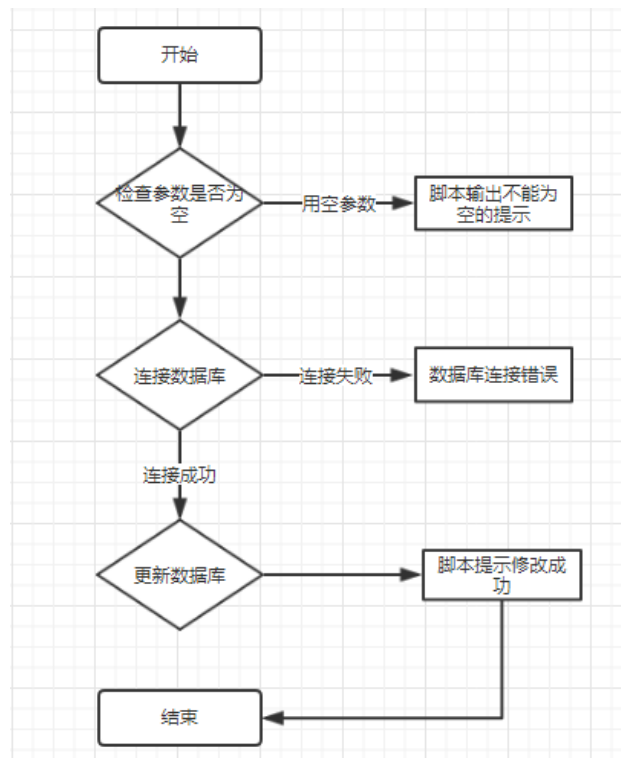 开始
检查参数是否为
空
用空参数
脚本输出不能为
空的提示
连接数据库
连接失败
数据库连接错误
连接成功
更新数据库
脚本提示修改成
功
结束